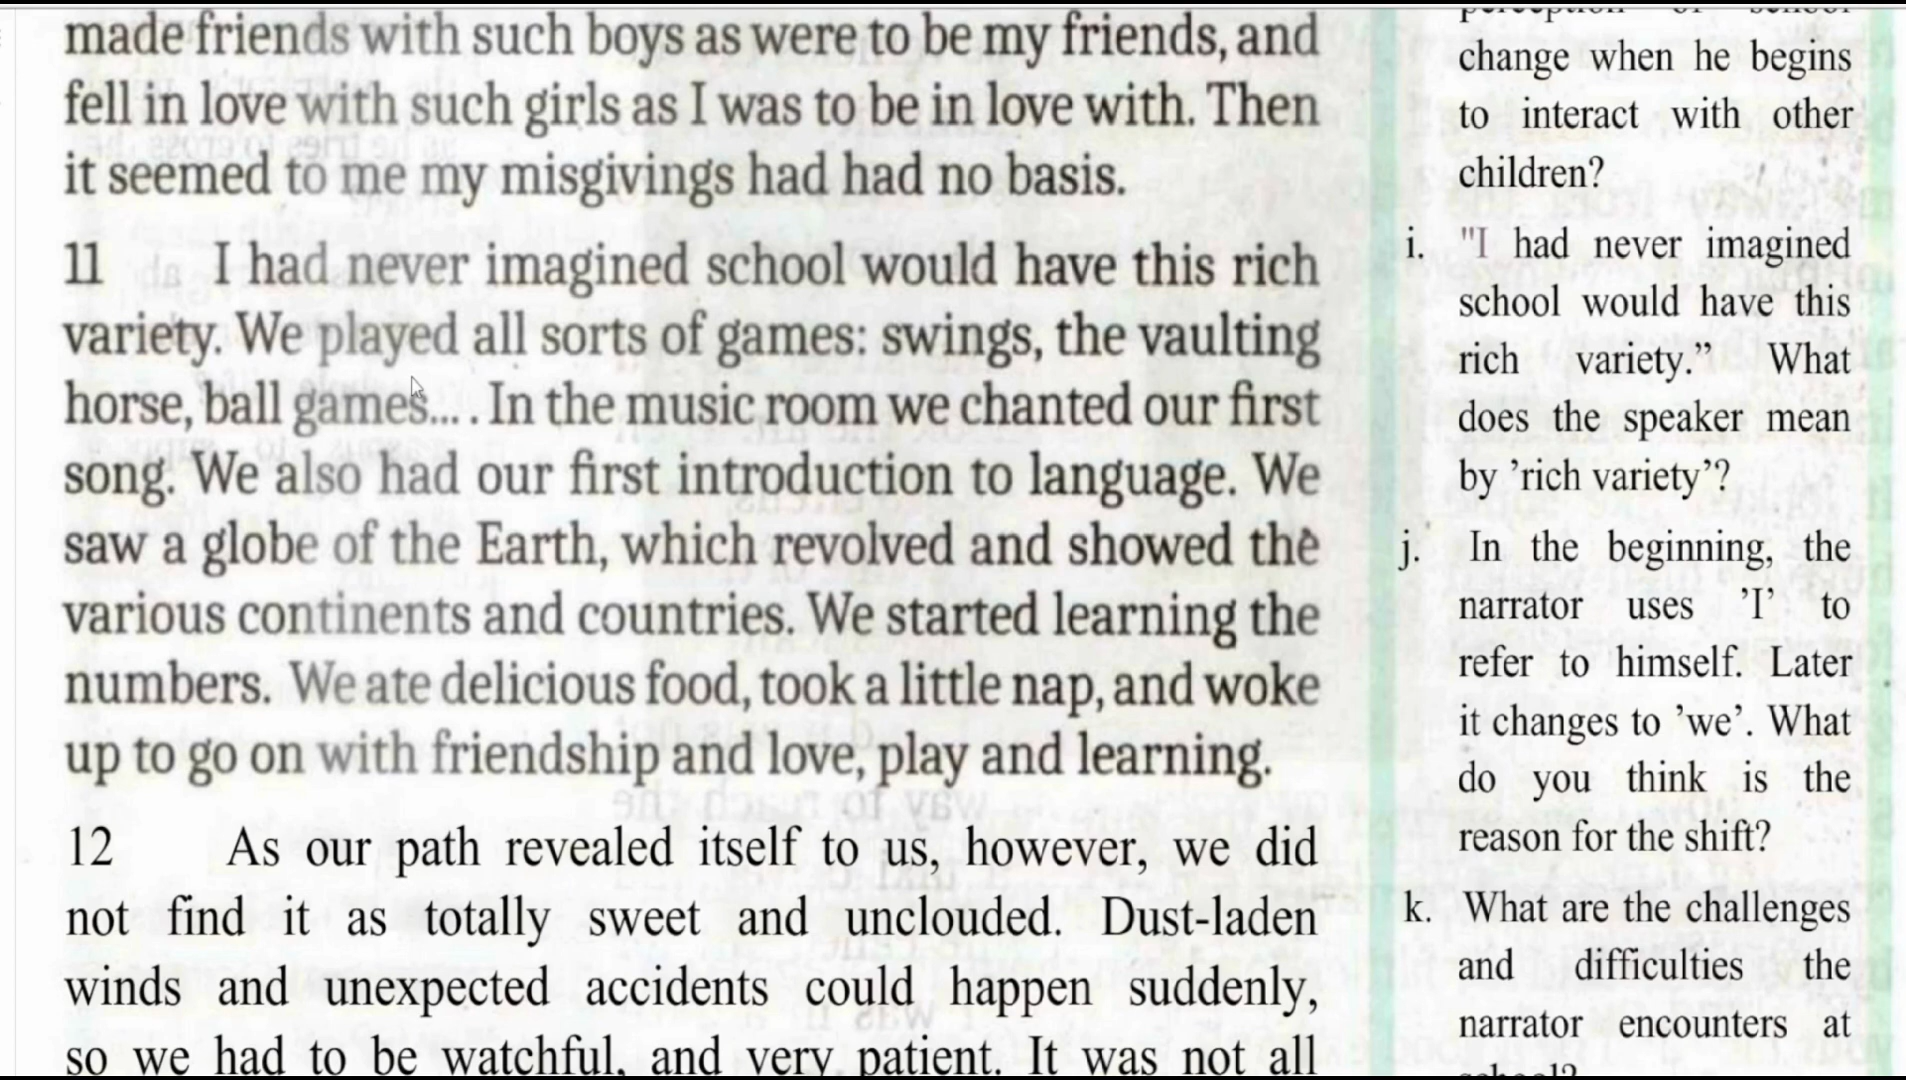 made friends with such boys as were to be my friends, and
fell in love with such girls as I was to be in love with. Then
it seemed to me my misgivings had had no basis.
11 I had never imagined school would have this rich
variety. We played all sorts of games: swings, the vaulting
horse, ball games... . In the music room we chanted our first
song. We also had our first introduction to language. We
saw a globe of the Earth, which revolved and showed the
various continents and countries. We started learning the
numbers. We ate delicious food, took a little nap, and woke
up to go on with friendship and love, play and learning.
12 As our path revealed itself to us, however, we did
not find it as totally sweet and unclouded. Dust-laden
winds and unexpected accidents could happen suddenly,
so we had to be watchful, and very patient. It was not all
perception of school
change when he begins
to interact with other
children?
i. "I had never imagined
school would have this
rich variety.” What
does the speaker mean
by ’rich variety’?
j. In the beginning, the
narrator uses ’I’ to
refer to himself. Later
it changes to ’we’. What
do you think is the
reason for the shift?
k. What are the challenges
and difficulties the
narrator encounters at
school?